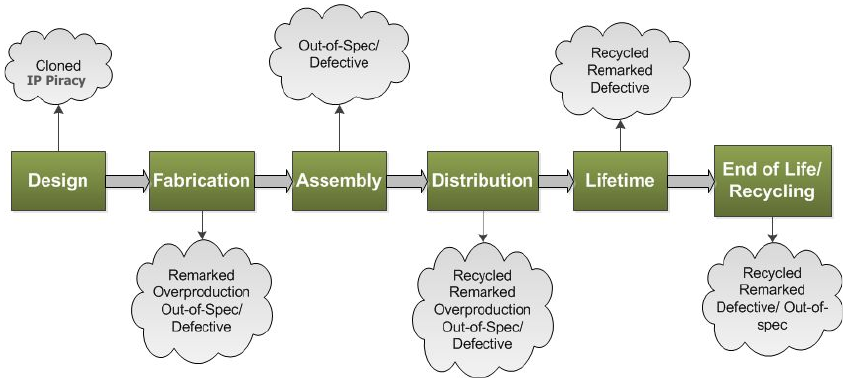 Cloned
IP Piracy
Out-of-Spec/
Defective
Recycled
Remarked
Defective
Design
Fabrication
Assembly
Distribution
Lifetime
End of Life/
Recycling
Remarked
Overproduction
Out-of-Spec/
Defective
Recycled
Remarked
Overproduction
Out-of-Spec/
Defective
Recycled
Remarked
Defective/ Out-of-
spec